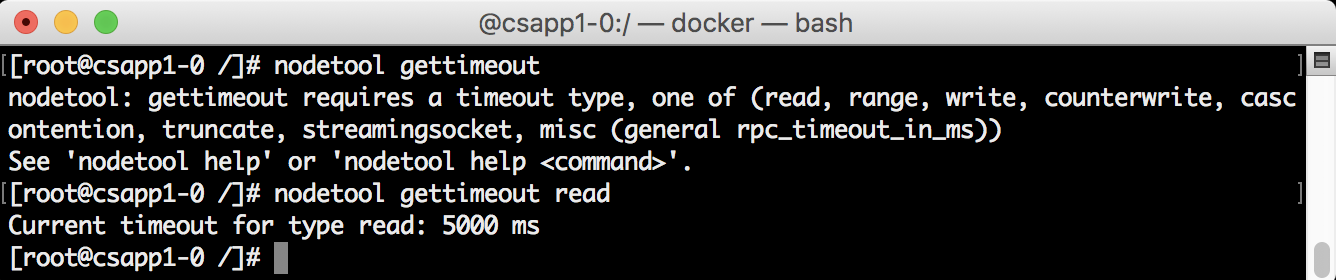 @csapp1-0:/ — docker — bash
[[root@csapp1-0 /]# nodetool gettimeout ]
nodetool: gettimeout requires a timeout type, one of (read, range, write, counterwrite, casc
ontention, truncate, streamingsocket, misc (general rpc_timeout_in_ms))
See 'nodetool help' or 'nodetool help <command>'.
[[root@csapp1-0 /]# nodetool gettimeout read ]
Current timeout for type read: 5000 ms
[root@csapp1-0 /]#